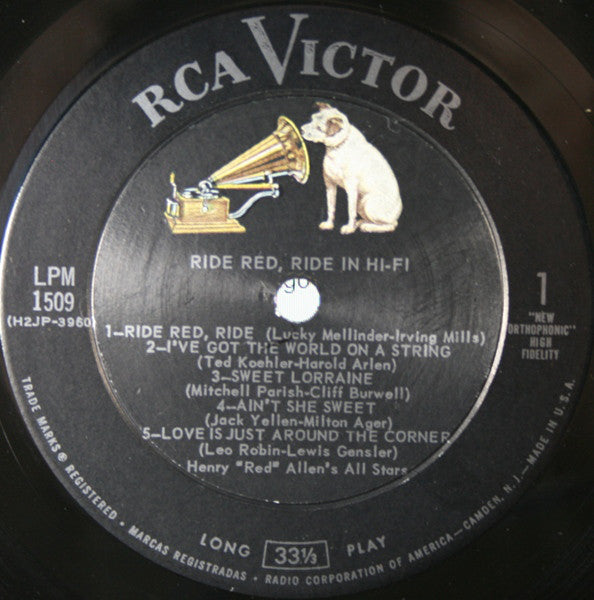 RCA VICTOR
RIDE RED, RIDE IN HI-FI
LPM
1509
(H2JP-3960)
1
"NEW
ORTHOPHONIC"
HIGH
FIDELITY
1—RIDE RED, RIDE (Lucky Mellinder-Irving Mills)
2—I'VE GOT THE WORLD ON A STRING
(Ted Koehler-Harold Arlen)
3—SWEET LORRAINE
(Mitchell Parish-Cliff Burwell)
4—AIN'T SHE SWEET
(Jack Yellen-Milton Ager)
5—LOVE IS JUST AROUND THE CORNER
(Leo Robin-Lewis Gensler)
Henry "Red" Allen's All Stars
LONG 33⅓ PLAY
TRADE MARKS ® REGISTERED • MARCAS REGISTRADAS • RADIO CORPORATION OF AMERICA—CAMDEN, N. J.—MADE IN U.S.A.